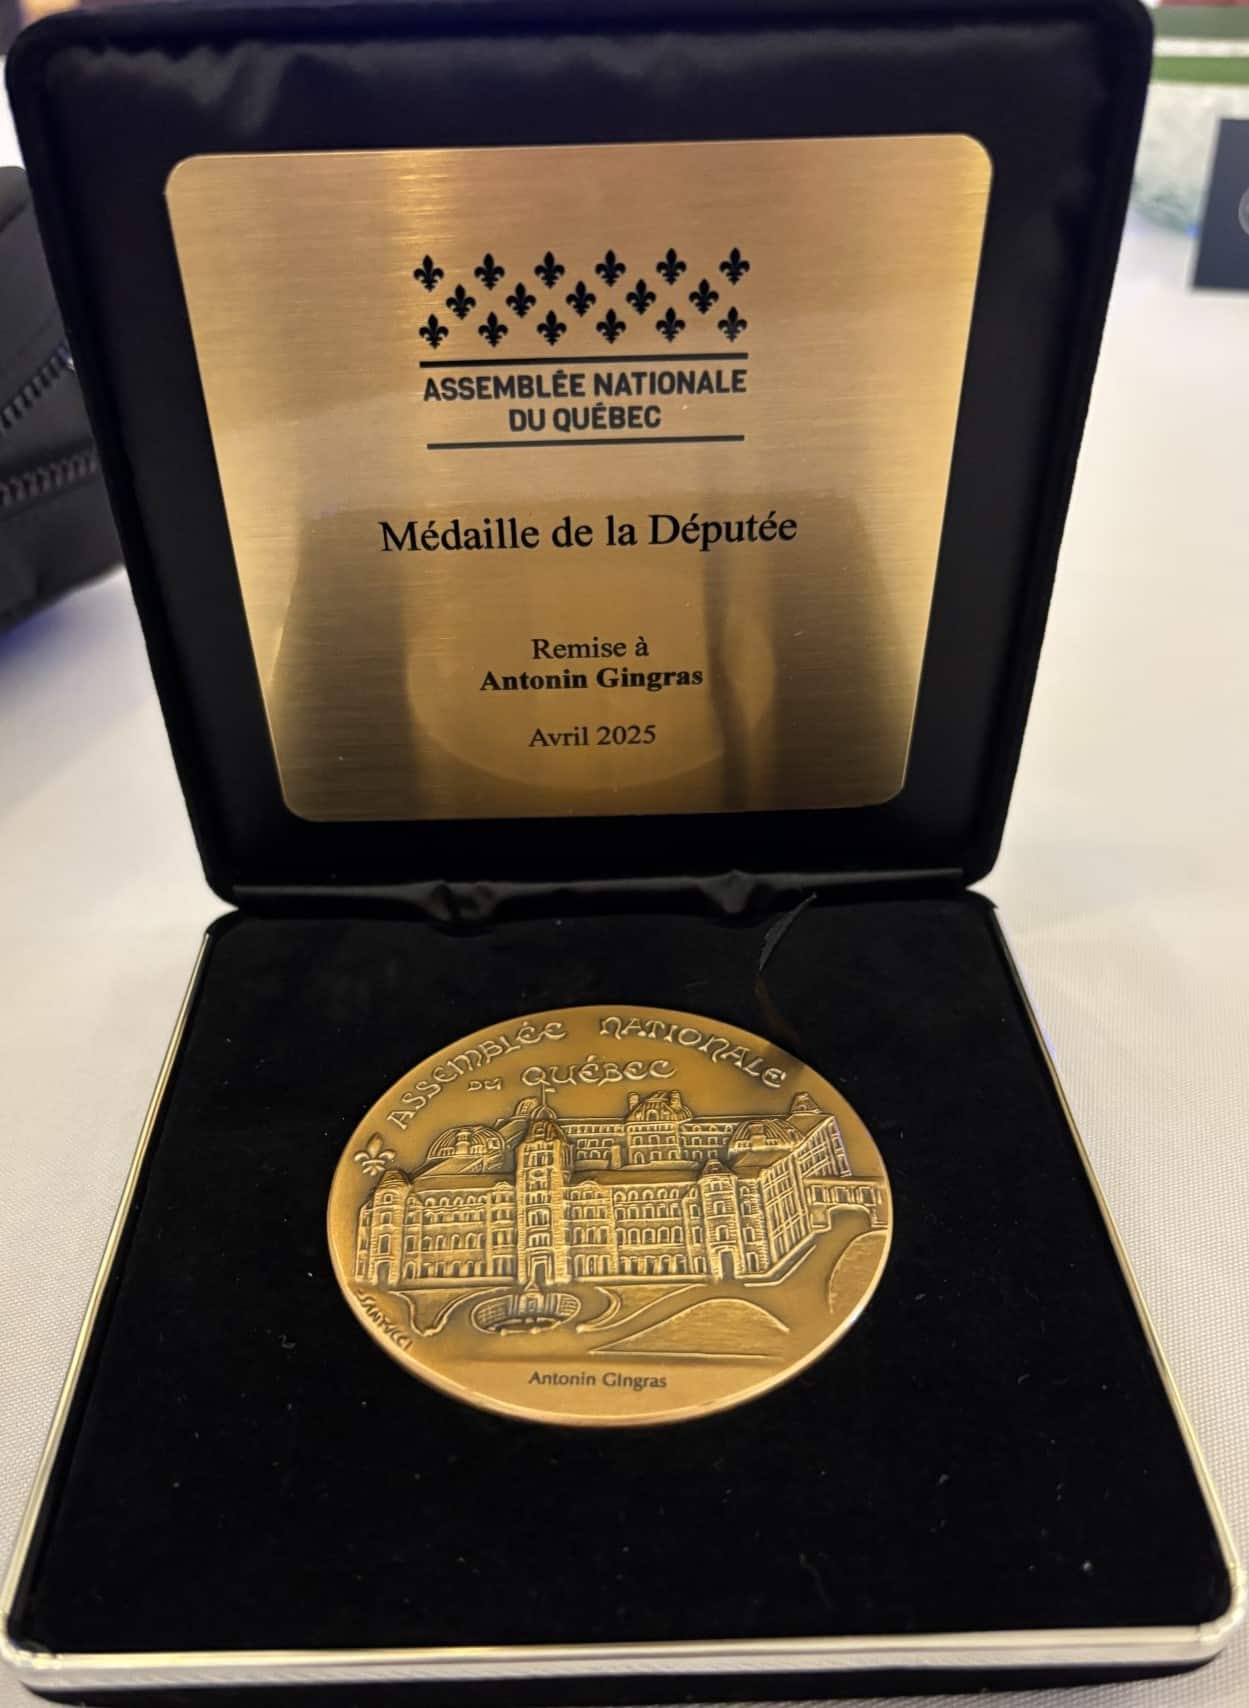 ASSEMBLÉE NATIONALE
DU QUÉBEC
Médaille de la Députée
Remise à
Antonin Gingras
Avril 2025
ASSEMBLÉE NATIONALE
DU QUÉBEC
SANTUCCI
Antonin Gingras